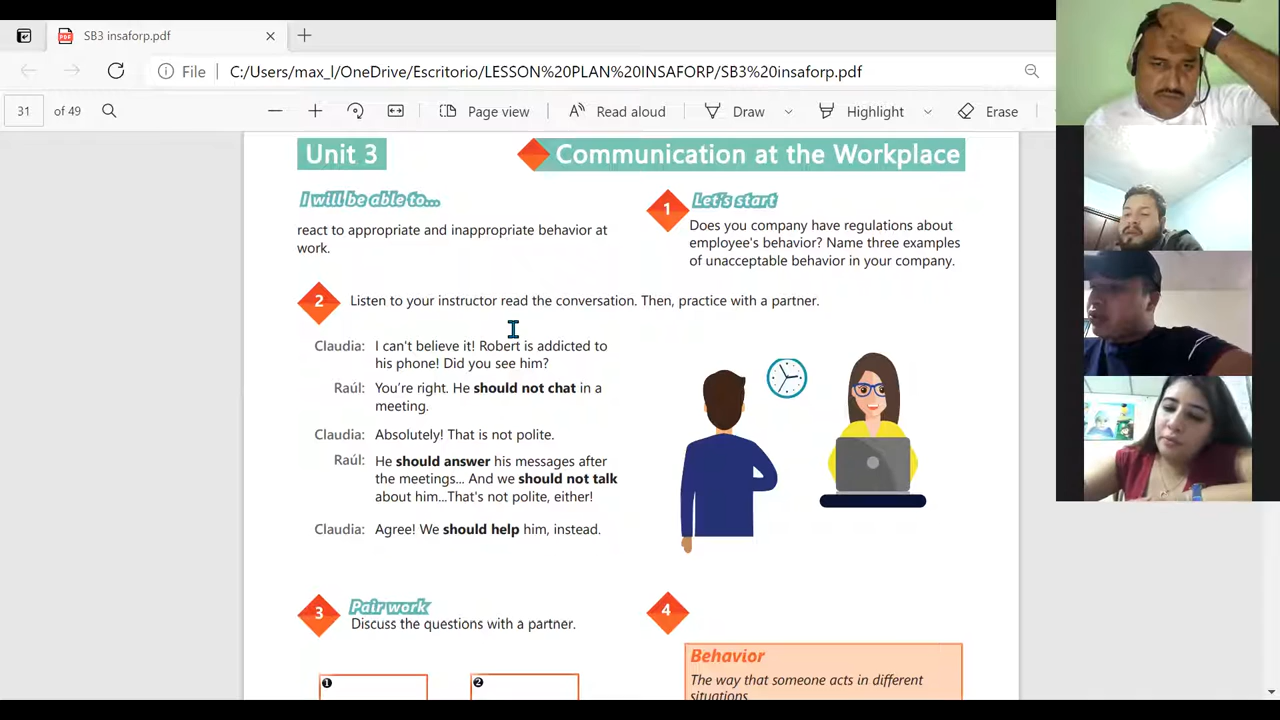 SB3 insaforp.pdf
File
C:/Users/max_l/OneDrive/Escritorio/LESSON%20PLAN%20INSAFORP/SB3%20insaforp.pdf
31 of 49
Page view
Read aloud
Draw
Highlight
Erase
Unit 3
Communication at the Workplace
I will be able to...
react to appropriate and inappropriate behavior at
work.
1
Let's start
Does you company have regulations about
employee's behavior? Name three examples
of unacceptable behavior in your company.
2
Listen to your instructor read the conversation. Then, practice with a partner.
Claudia: I can't believe it! Robert is addicted to
his phone! Did you see him?
Raúl: You're right. He should not chat in a
meeting.
Claudia: Absolutely! That is not polite.
Raúl: He should answer his messages after
the meetings... And we should not talk
about him...That's not polite, either!
Claudia: Agree! We should help him, instead.
3
Pair work
Discuss the questions with a partner.
1
2
4
Behavior
The way that someone acts in different
situations.